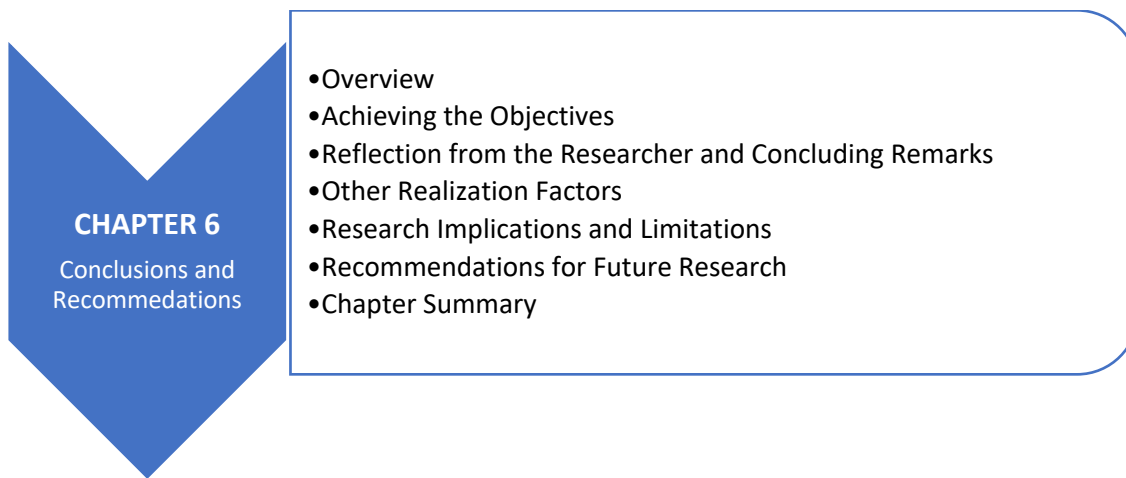 CHAPTER 6
Conclusions and
Recommedations
•Overview
•Achieving the Objectives
•Reflection from the Researcher and Concluding Remarks
•Other Realization Factors
•Research Implications and Limitations
•Recommendations for Future Research
•Chapter Summary